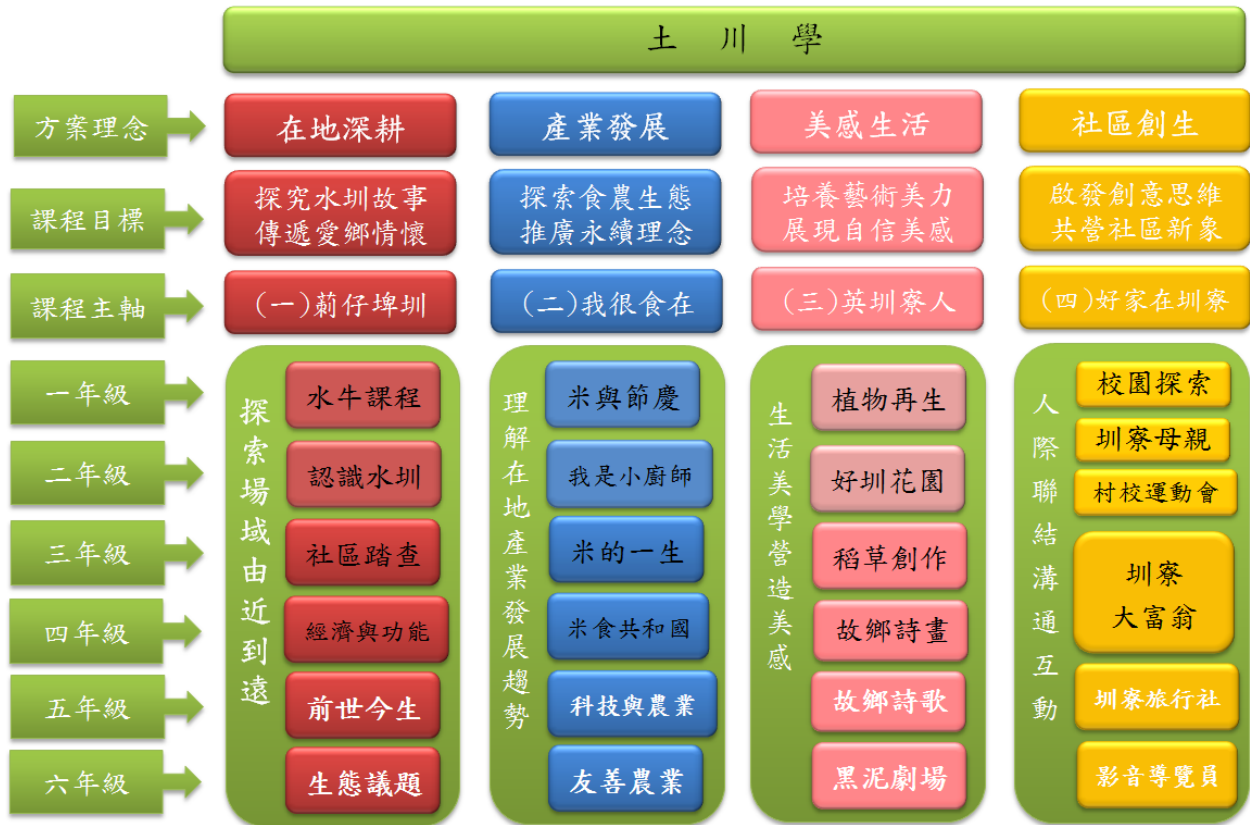 土川學
方案理念
在地深耕
產業發展
美感生活
社區創生
課程目標
探究水圳故事
傳遞愛鄉情懷
探索食農生態
推廣永續理念
培養藝術美力
展現自信美感
啟發創意思維
共營社區新象
課程主軸
(一)莿仔埤圳
(二)我很食在
(三)英圳寮人
(四)好家在圳寮
一年級
二年級
三年級
四年級
五年級
六年級
探索場域由近到遠
水牛課程
認識水圳
社區踏查
經濟與功能
前世今生
生態議題
理解在地產業發展趨勢
米與節慶
我是小廚師
米的一生
米食共和國
科技與農業
友善農業
生活美學營造美感
植物再生
好圳花園
稻草創作
故鄉詩畫
故鄉詩歌
黑泥劇場
人際聯結溝通互動
校園探索
圳寮母親
村校運動會
圳寮
大富翁
圳寮旅行社
影音導覽員